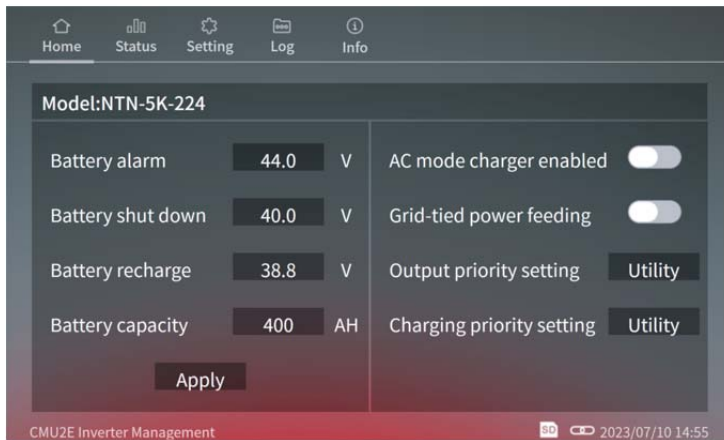 Home Status Setting Log Info
Model:NTN-5K-224
Battery alarm 44.0 V
Battery shut down 40.0 V
Battery recharge 38.8 V
Battery capacity 400 AH
Apply
AC mode charger enabled
Grid-tied power feeding
Output priority setting Utility
Charging priority setting Utility
CMU2E Inverter Management SD 2023/07/10 14:55